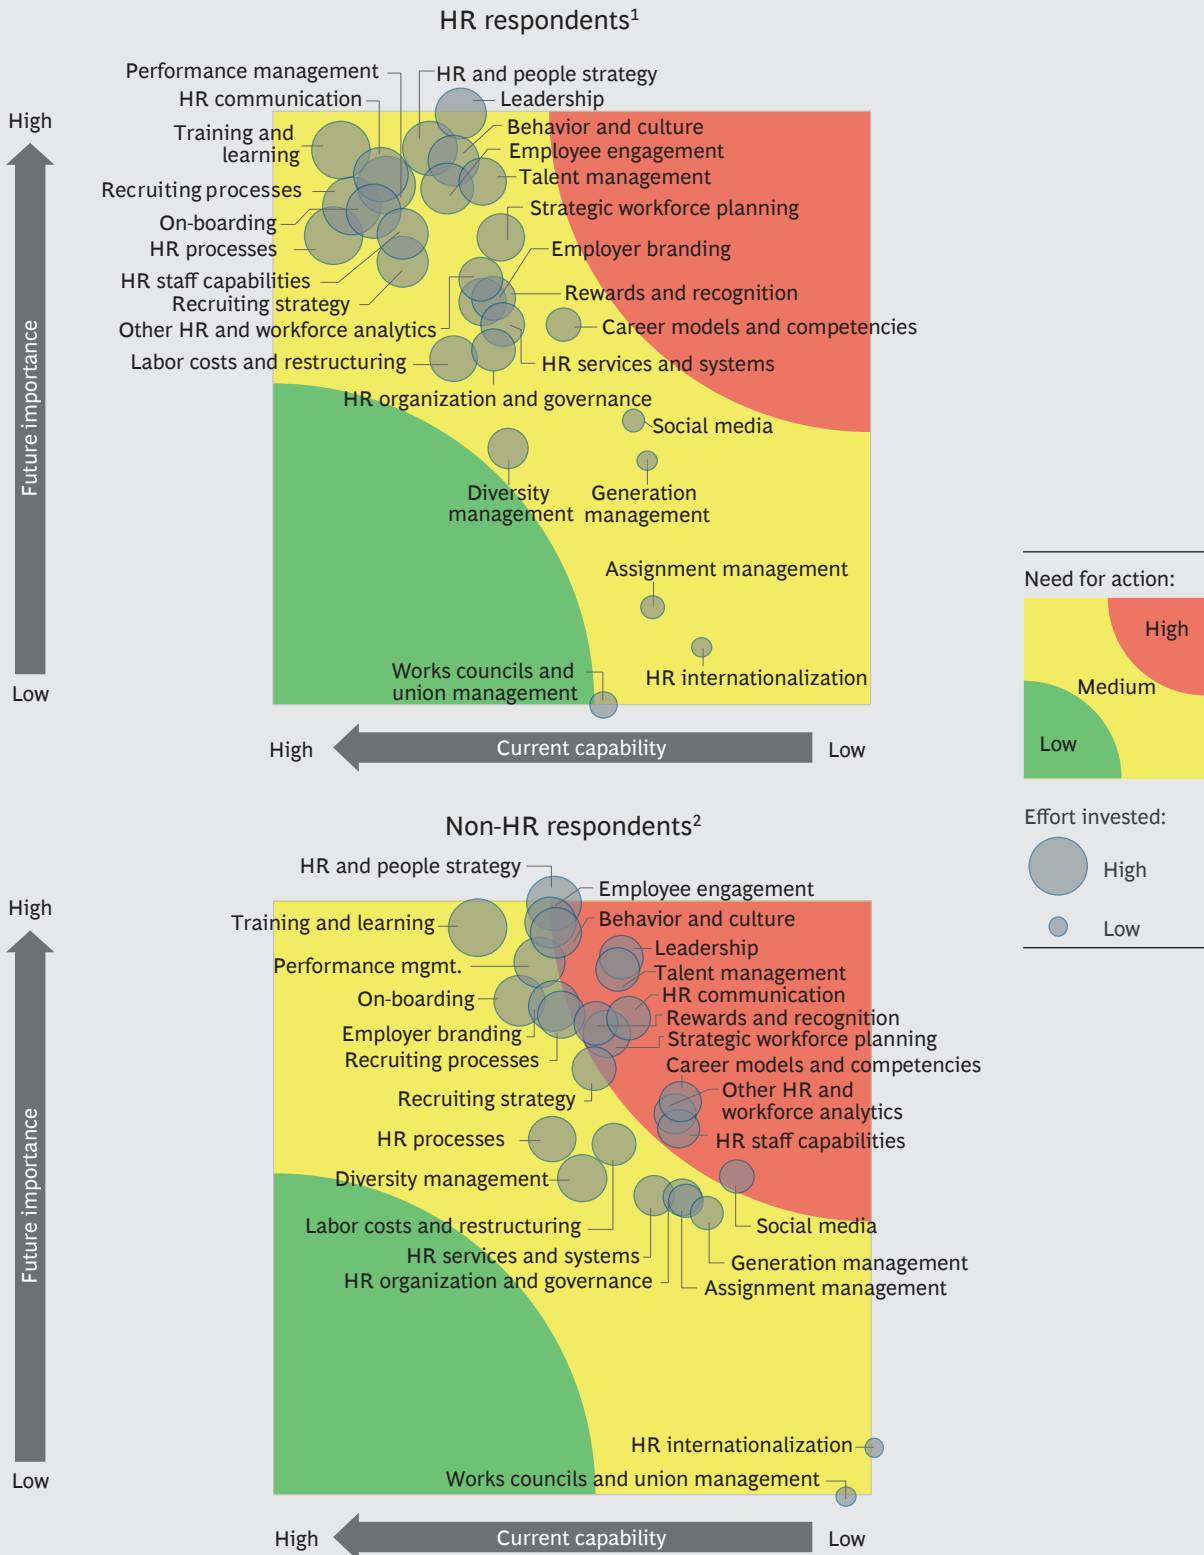 HR respondents1
Performance management
HR and people strategy
HR communication
Leadership
High
Training and
learning
Behavior and culture
Employee engagement
Recruiting processes
Talent management
On-boarding
Strategic workforce planning
HR processes
Employer branding
HR staff capabilities
Rewards and recognition
Recruiting strategy
Other HR and workforce analytics
Career models and competencies
Labor costs and restructuring
HR services and systems
HR organization and governance
Future importance
Social media
Diversity
management
Generation
management
Assignment management
Works councils and
union management
HR internationalization
Low
High
Current capability
Low
Need for action:
High
Medium
Low
Effort invested:
High
Low
Non-HR respondents2
HR and people strategy
Employee engagement
High
Training and learning
Behavior and culture
Leadership
Performance mgmt.
Talent management
On-boarding
HR communication
Rewards and recognition
Employer branding
Strategic workforce planning
Recruiting processes
Career models and competencies
Recruiting strategy
Other HR and
workforce analytics
HR processes
HR staff capabilities
Diversity management
Future importance
Labor costs and restructuring
Social media
HR services and systems
Generation management
HR organization and governance
Assignment management
HR internationalization
Works councils and union management
Low
High
Current capability
Low